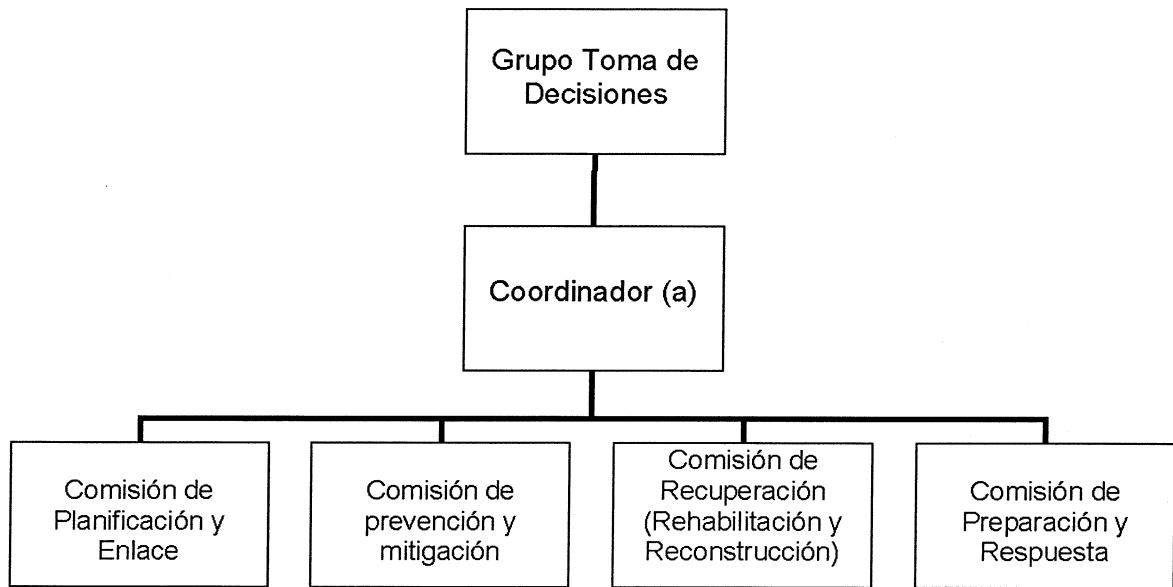 Grupo Toma de
Decisiones
Coordinador (a)
Comisión de
Planificación y
Enlace
Comisión de
prevención y
mitigación
Comisión de
Recuperación
(Rehabilitación y
Reconstrucción)
Comisión de
Preparación y
Respuesta